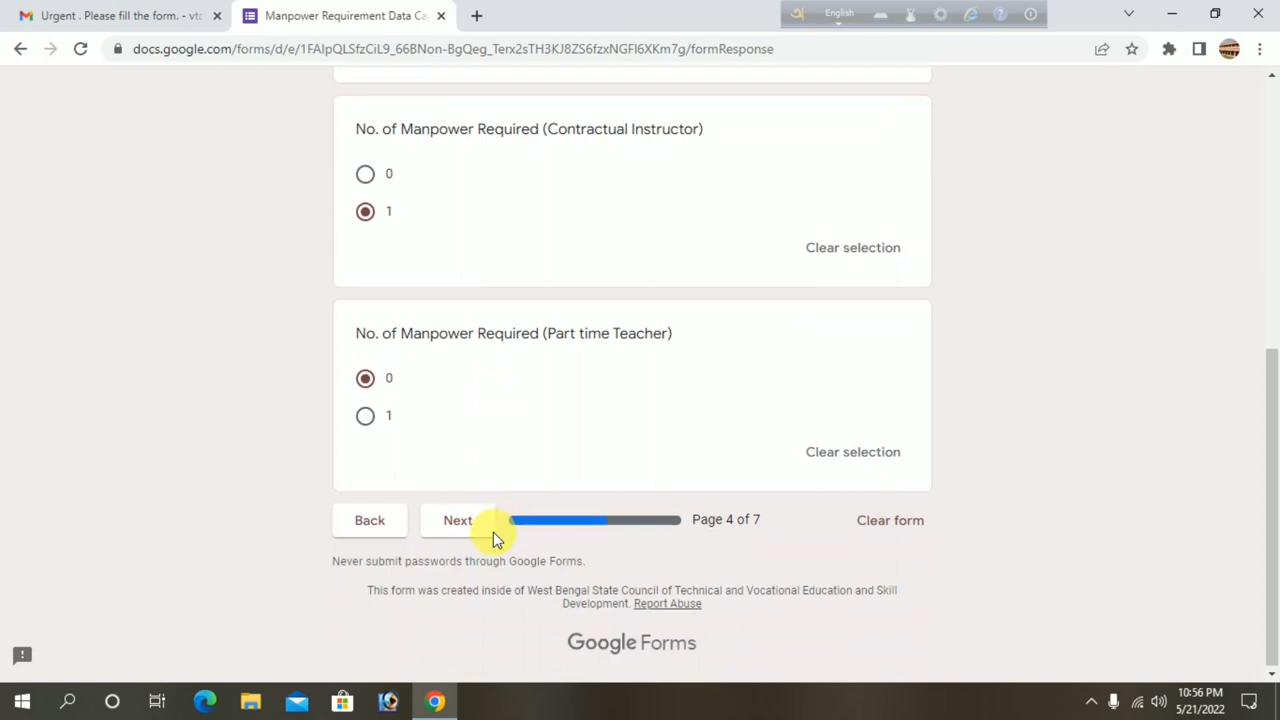 Urgent . Please fill the form. - vto
Manpower Requirement Data Ca
English
docs.google.com/forms/d/e/1FAIpQLSfzCiL9_66BNon-BgQeg_Terx2sTH3KJ8ZS6fzxNGFl6XKm7g/formResponse
No. of Manpower Required (Contractual Instructor)
0
1
Clear selection
No. of Manpower Required (Part time Teacher)
0
1
Clear selection
Back
Next
Page 4 of 7
Clear form
Never submit passwords through Google Forms.
This form was created inside of West Bengal State Council of Technical and Vocational Education and Skill
Development. Report Abuse
Google Forms
10:56 PM
5/21/2022